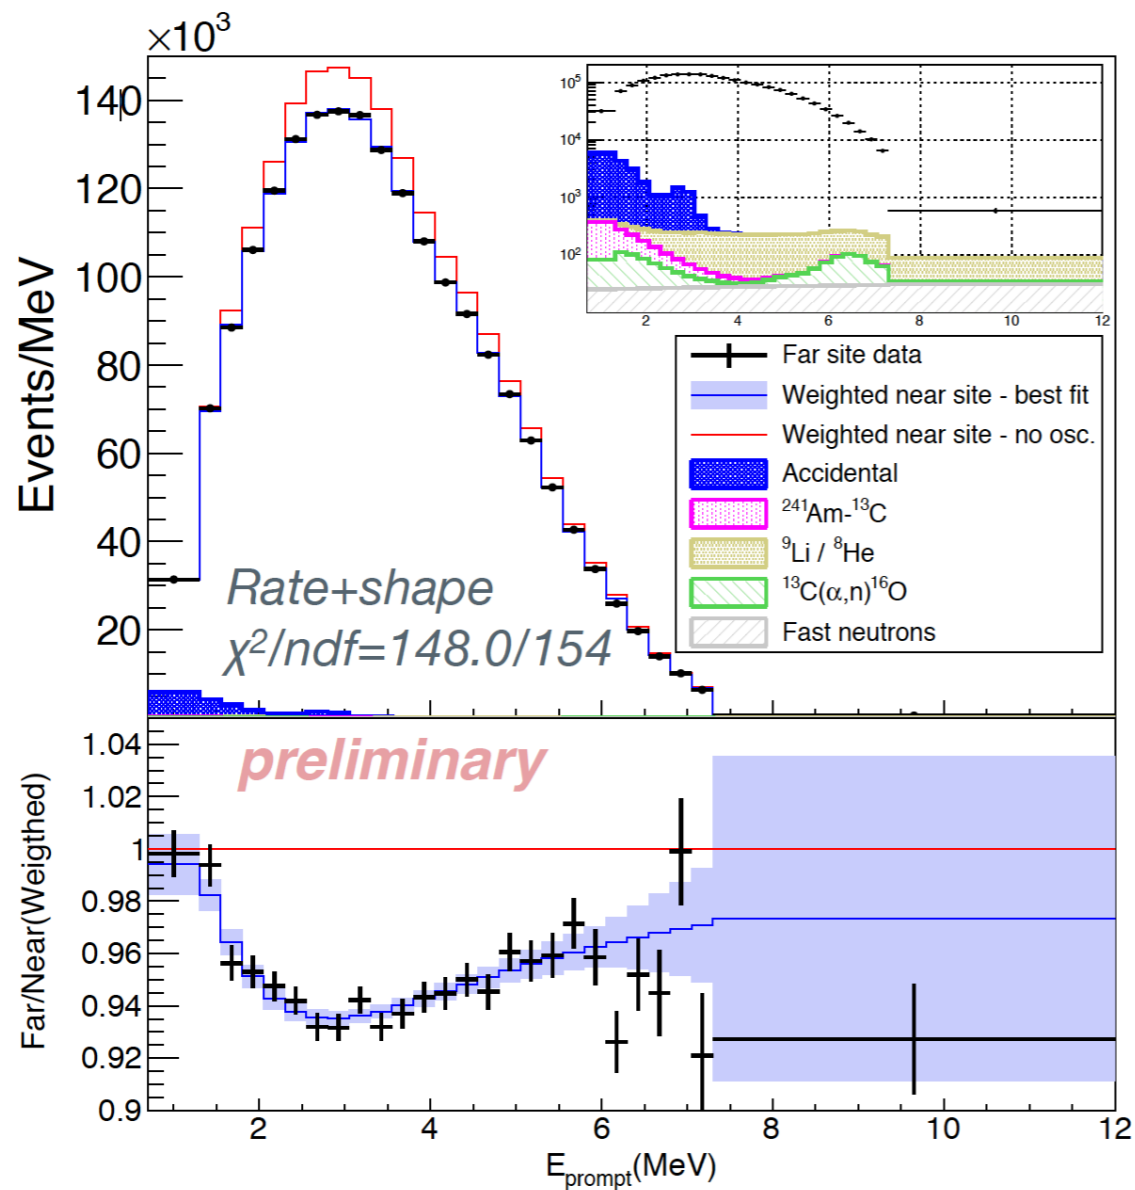 ×10³
140
120
100
80
60
40
20
Events/MeV
10⁵
10⁴
10³
10²
2 4 6 8 10 12
Far site data
Weighted near site - best fit
Weighted near site - no osc.
Accidental
²⁴¹Am-¹³C
⁹Li / ⁸He
¹³C(α,n)¹⁶O
Fast neutrons
Rate+shape
χ²/ndf=148.0/154
preliminary
1.04
1.02
1
0.98
0.96
0.94
0.92
0.9
Far/Near(Weigthed)
2 4 6 8 10 12
E_prompt(MeV)